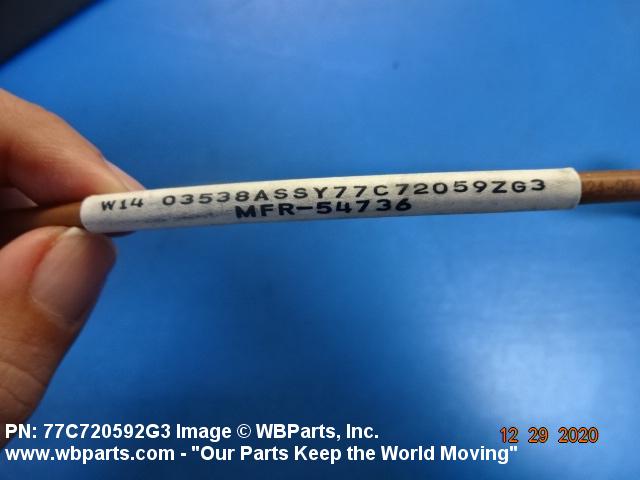 W14 03538ASSY77C72059ZG3
MFR-54736
PN: 77C720592G3 Image © WBParts, Inc.
12 29 2020
www.wbparts.com - "Our Parts Keep the World Moving"